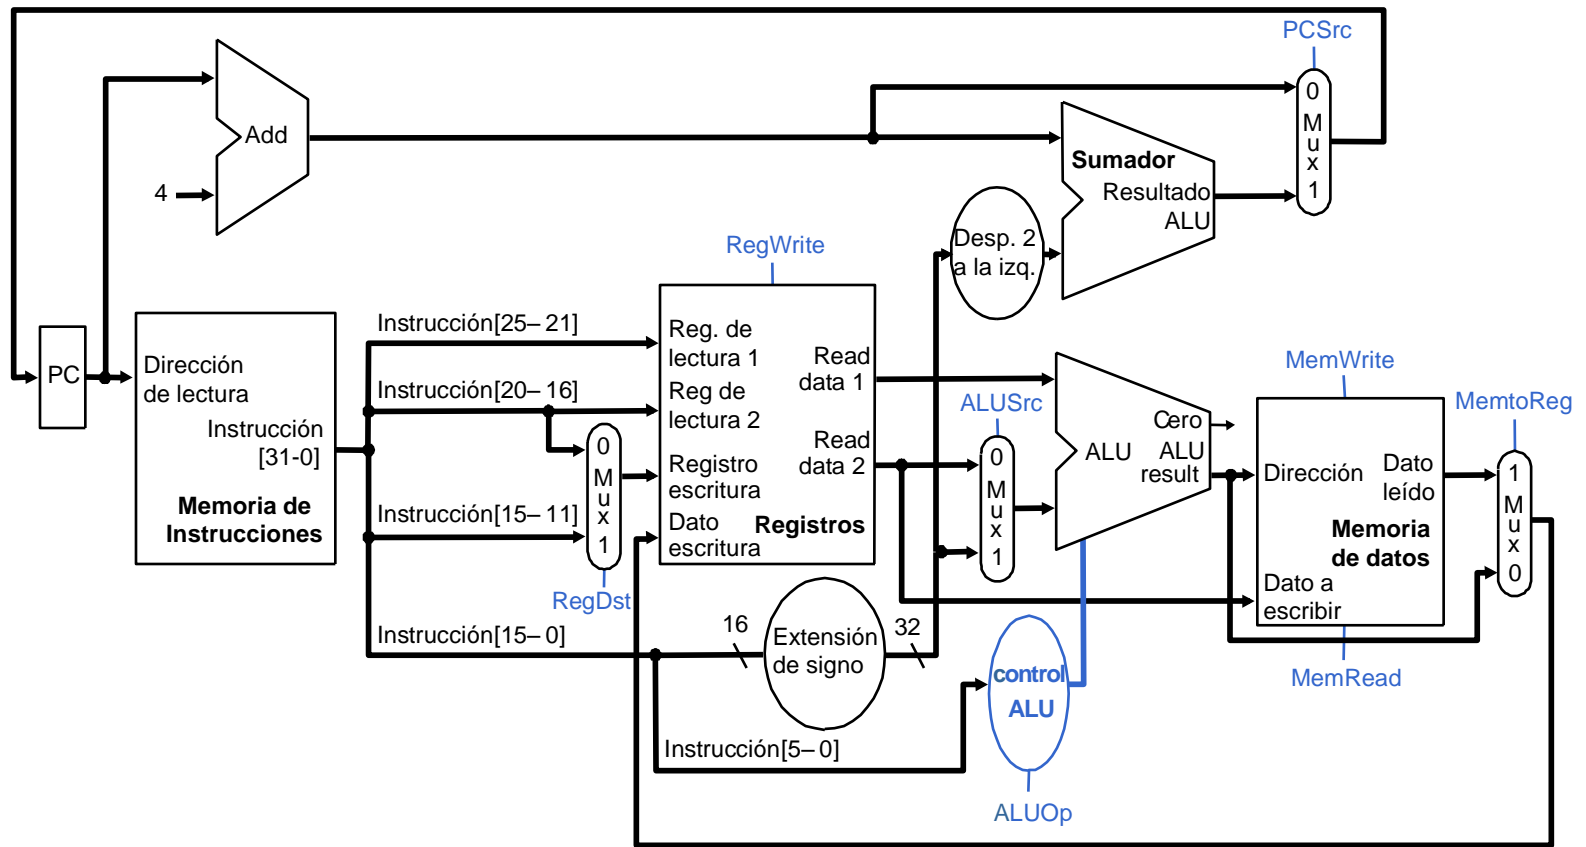 PCSrc
0
M
u
x
1
Add
4
Sumador
Resultado
ALU
Desp. 2
a la izq.
RegWrite
PC
Dirección
de lectura
Instrucción
[31-0]
Memoria de
Instrucciones
Instrucción[25– 21]
Instrucción[20– 16]
Instrucción[15– 11]
Instrucción[15– 0]
Instrucción[5– 0]
0
M
u
x
1
RegDst
Reg. de
lectura 1
Reg de
lectura 2
Registro
escritura
Dato
escritura
Read
data 1
Read
data 2
Registros
16
Extensión
de signo
32
ALUSrc
0
M
u
x
1
ALU
Cero
ALU
result
control
ALU
ALUOp
MemWrite
Dirección
Dato
leído
Memoria
de datos
Dato a
escribir
MemRead
MemtoReg
1
M
u
x
0